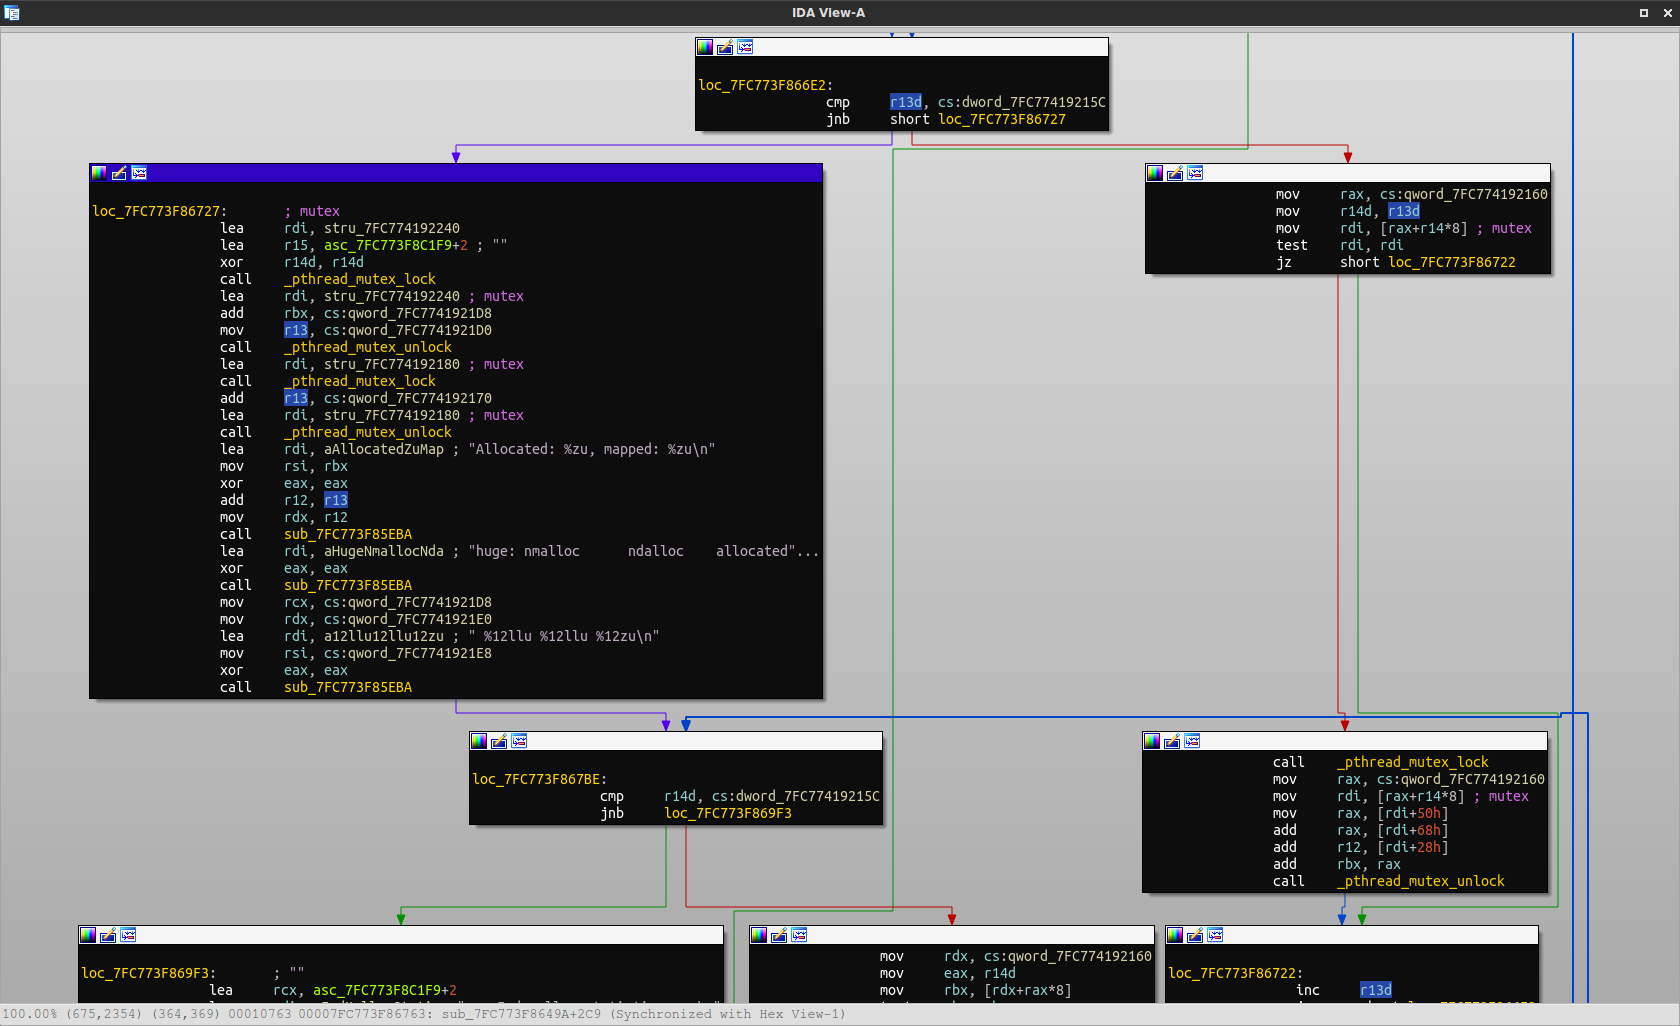 IDA View-A
loc_7FC773F866E2:
cmp r13d, cs:dword_7FC77419215C
jnb short loc_7FC773F86727
loc_7FC773F86727: ; mutex
lea rdi, stru_7FC774192240
lea r15, asc_7FC773F8C1F9+2 ; ""
xor r14d, r14d
call _pthread_mutex_lock
lea rdi, stru_7FC774192240 ; mutex
add rbx, cs:qword_7FC7741921D8
mov r13, cs:qword_7FC7741921D0
call _pthread_mutex_unlock
lea rdi, stru_7FC774192180 ; mutex
call _pthread_mutex_lock
add r13, cs:qword_7FC774192170
lea rdi, stru_7FC774192180 ; mutex
call _pthread_mutex_unlock
lea rdi, aAllocatedZuMap ; "Allocated: %zu, mapped: %zu\n"
mov rsi, rbx
xor eax, eax
add r12, r13
mov rdx, r12
call sub_7FC773F85EBA
lea rdi, aHugeNmallocNda ; "huge: nmalloc ndalloc allocated"...
xor eax, eax
call sub_7FC773F85EBA
mov rcx, cs:qword_7FC7741921D8
mov rdx, cs:qword_7FC7741921E0
lea rdi, a12llu12llu12zu ; " %12llu %12llu %12zu\n"
mov rsi, cs:qword_7FC7741921E8
xor eax, eax
call sub_7FC773F85EBA
mov rax, cs:qword_7FC774192160
mov r14d, r13d
mov rdi, [rax+r14*8] ; mutex
test rdi, rdi
jz short loc_7FC773F86722
loc_7FC773F867BE:
cmp r14d, cs:dword_7FC77419215C
jnb loc_7FC773F869F3
call _pthread_mutex_lock
mov rax, cs:qword_7FC774192160
mov rdi, [rax+r14*8] ; mutex
mov rax, [rdi+50h]
add rax, [rdi+68h]
add r12, [rdi+28h]
add rbx, rax
call _pthread_mutex_unlock
loc_7FC773F869F3: ; ""
lea rcx, asc_7FC773F8C1F9+2
mov rdx, cs:qword_7FC774192160
mov eax, r14d
mov rbx, [rdx+rax*8]
loc_7FC773F86722:
inc r13d
100.00% (675,2354) (364,369) 00010763 00007FC773F86763: sub_7FC773F8649A+2C9 (Synchronized with Hex View-1)